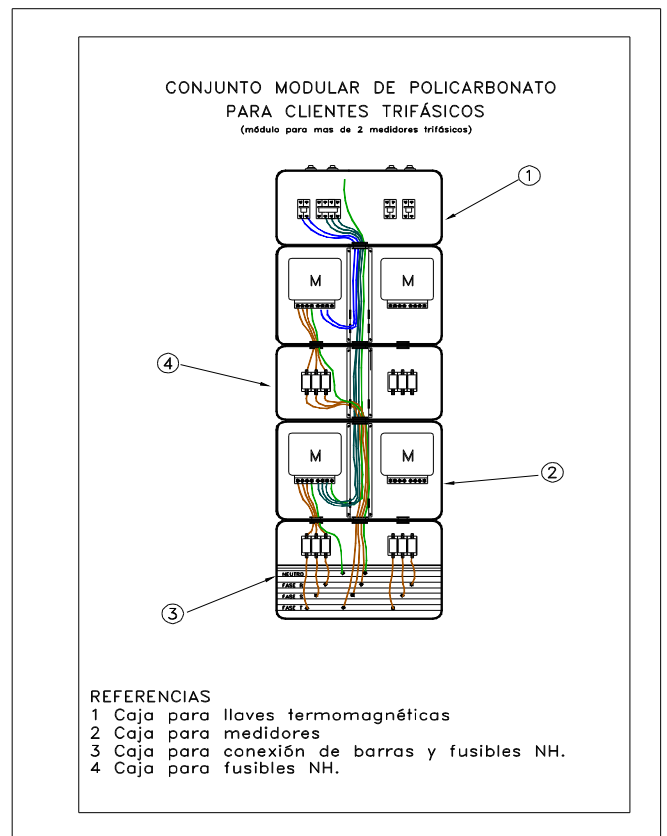 CONJUNTO MODULAR DE POLICARBONATO
PARA CLIENTES TRIFÁSICOS
(módulo para mas de 2 medidores trifásicos)
1
M
M
4
M
M
2
NEUTRO
FASE R
FASE S
FASE T
3
REFERENCIAS
1 Caja para llaves termomagnéticas
2 Caja para medidores
3 Caja para conexión de barras y fusibles NH.
4 Caja para fusibles NH.